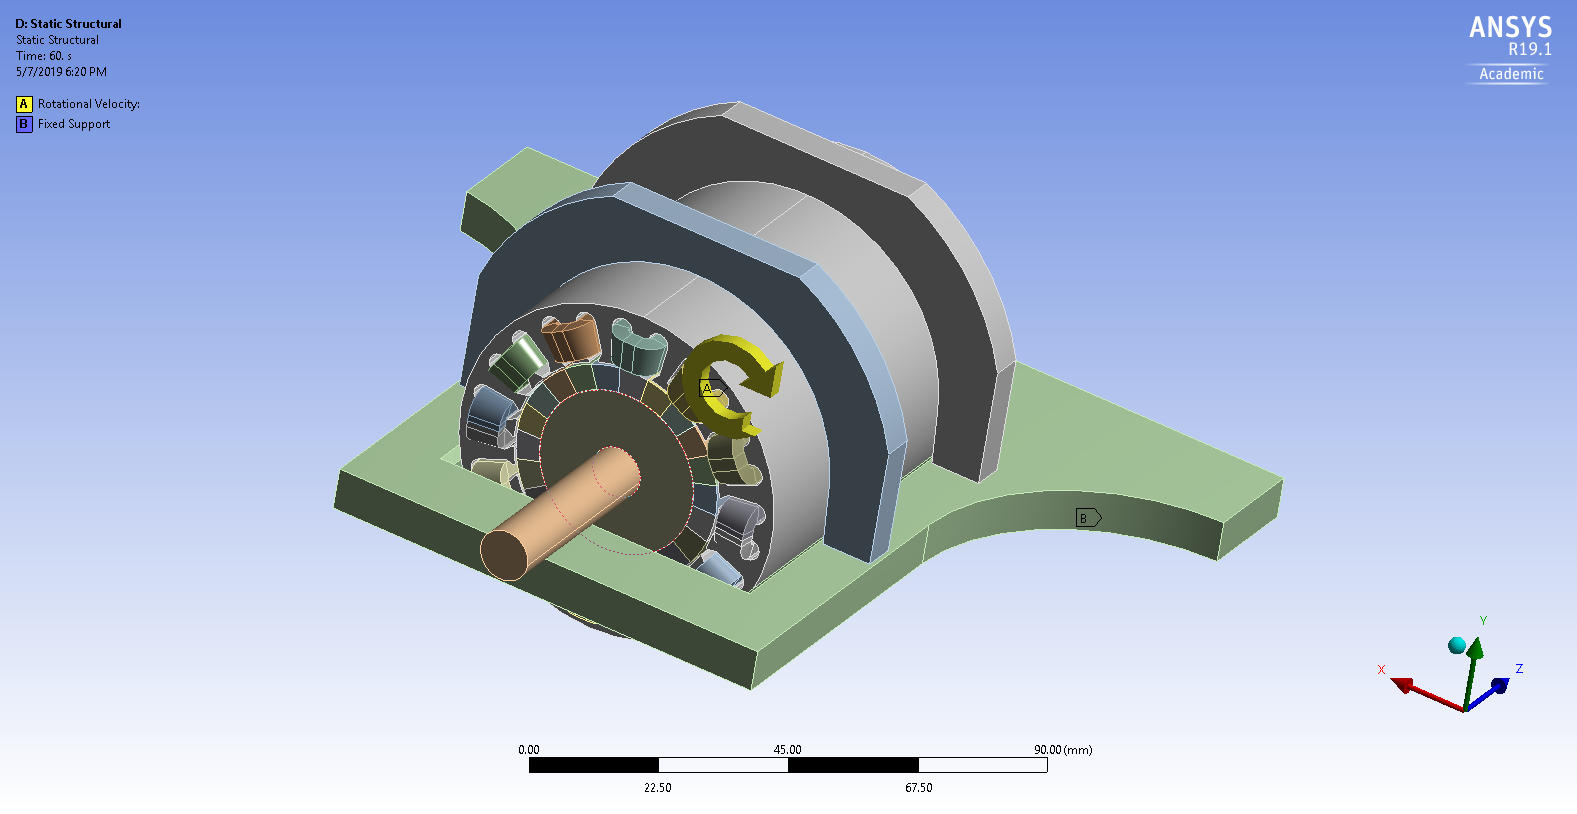 D: Static Structural
Static Structural
Time: 60. s
5/7/2019 6:20 PM
A Rotational Velocity:
B Fixed Support
ANSYS
R19.1
Academic
A
B
Y
X
Z
0.00 45.00 90.00 (mm)
22.50 67.50